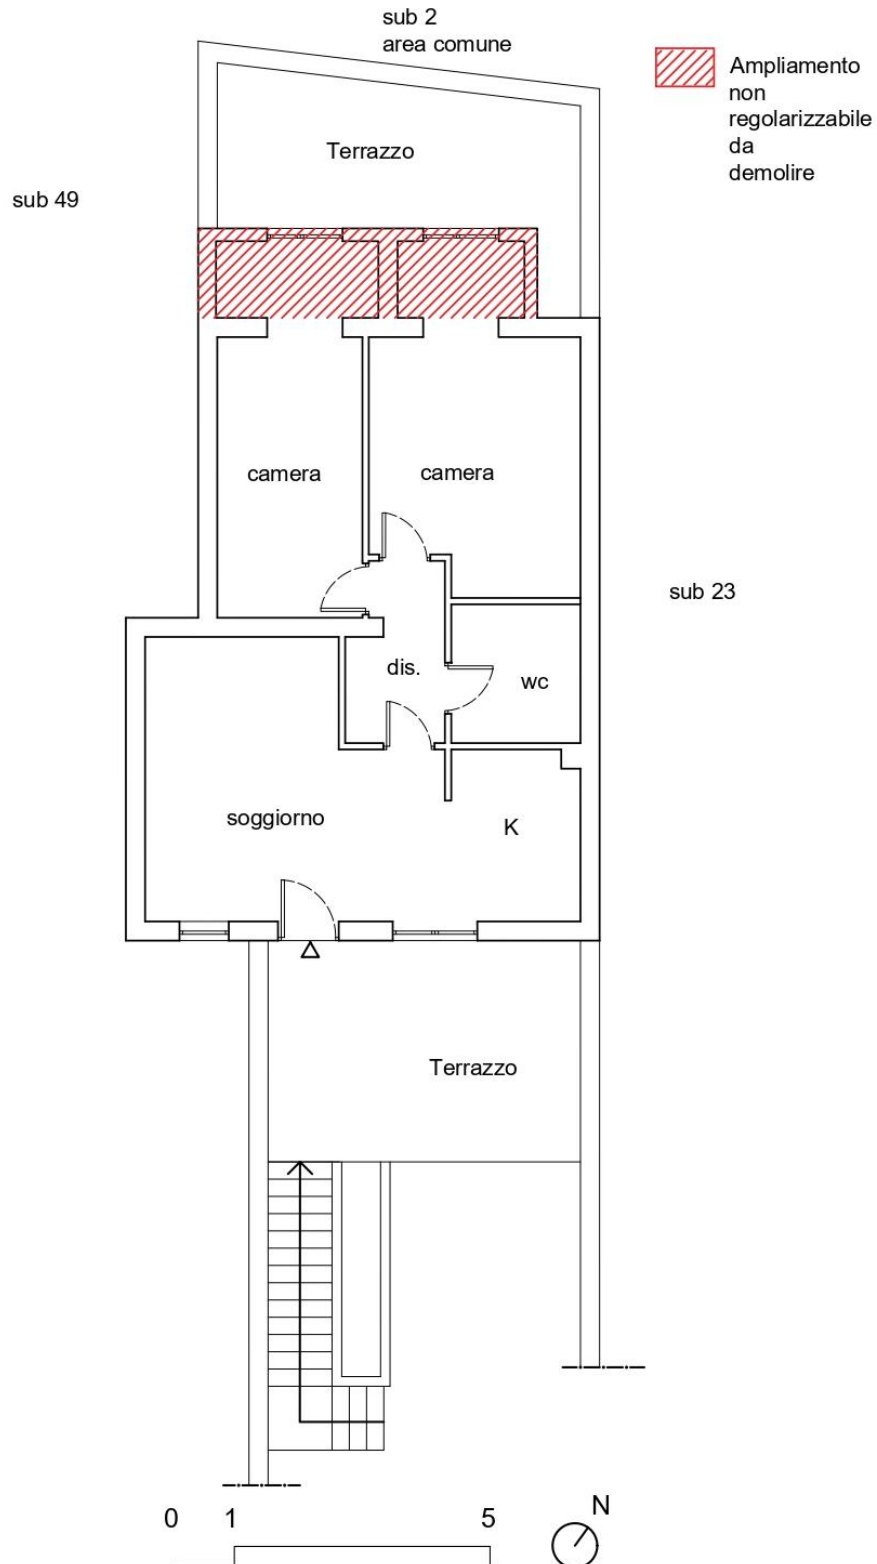 sub 2
area comune
Ampliamento
non
regolarizzabile
da
demolire
Terrazzo
sub 49
camera
camera
sub 23
dis.
wc
soggiorno
K
Terrazzo
0 1 5
N